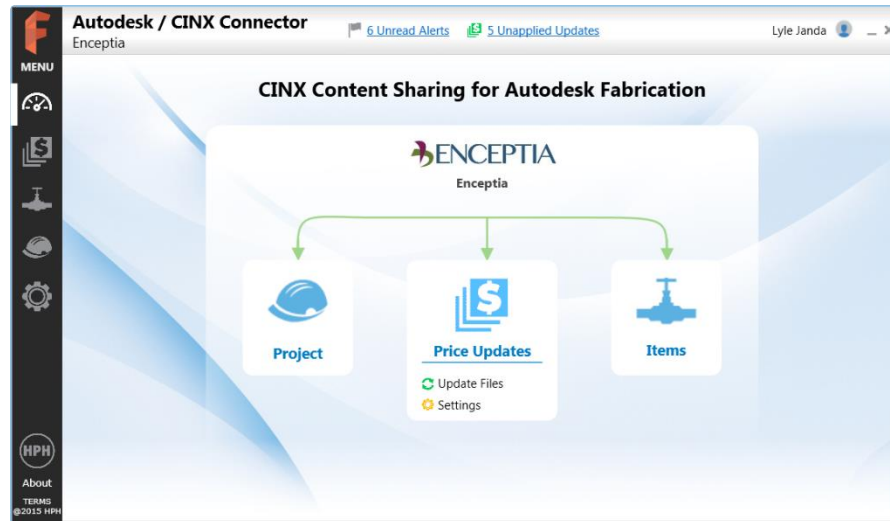 Autodesk / CINX Connector
Enceptia
6 Unread Alerts
5 Unapplied Updates
Lyle Janda
MENU
CINX Content Sharing for Autodesk Fabrication
ENCEPTIA
Enceptia
Project
Price Updates
Items
Update Files
Settings
HPH
About
TERMS
@2015 HPH